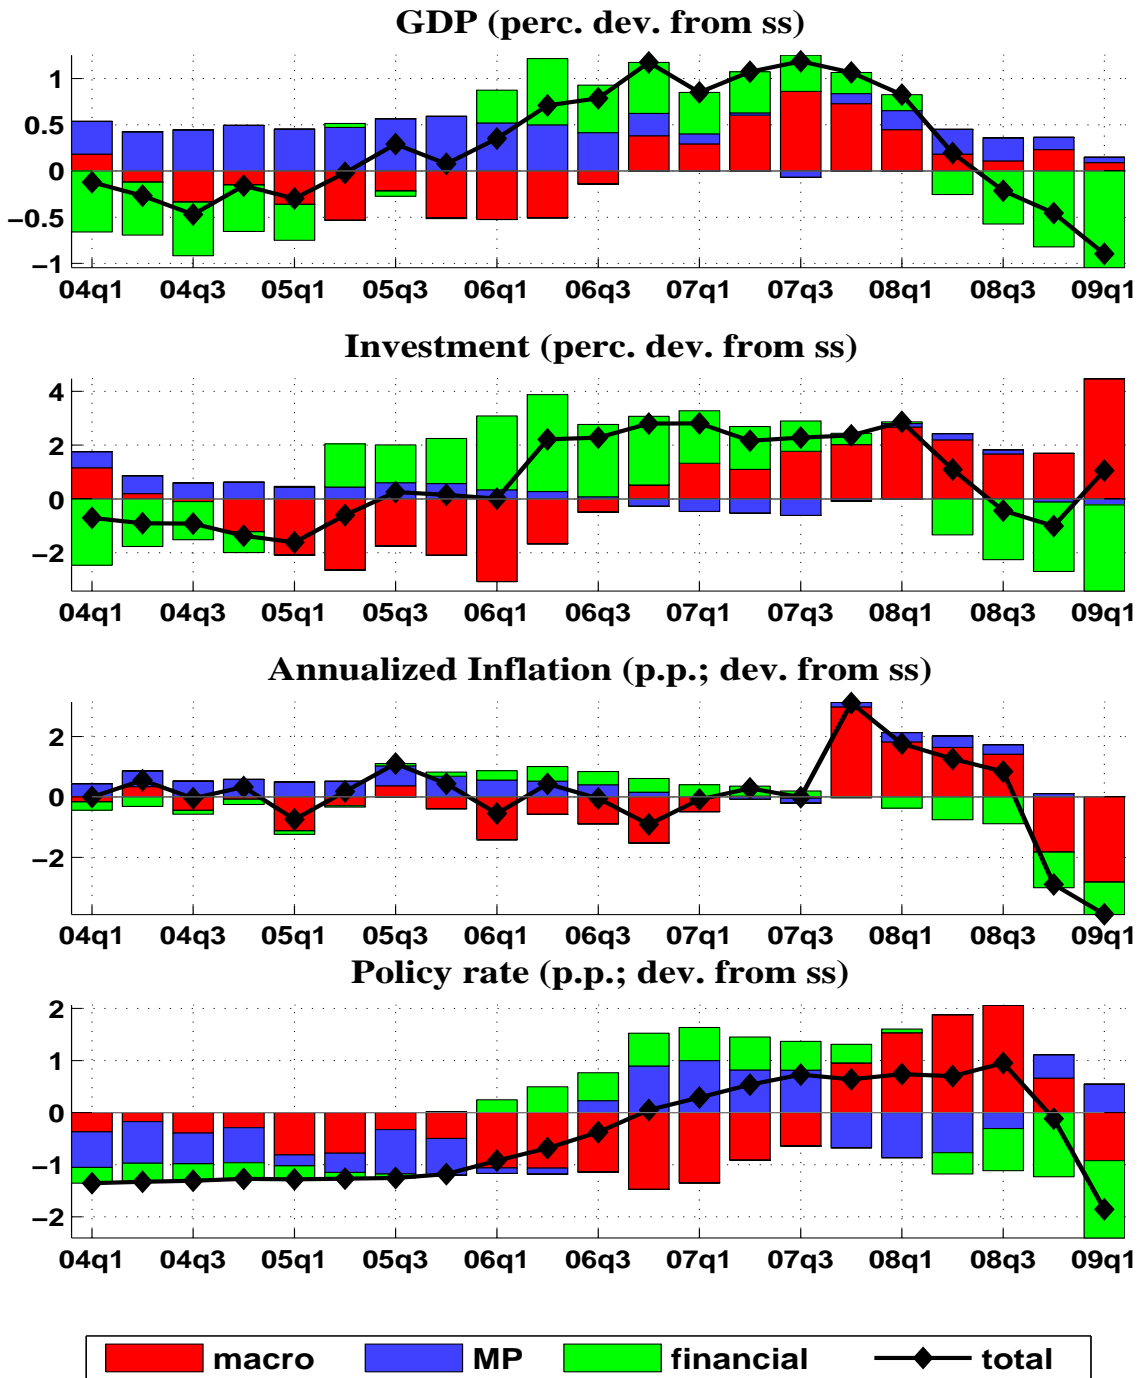 GDP (perc. dev. from ss)
1
0.5
0
−0.5
−1
04q1 04q3 05q1 05q3 06q1 06q3 07q1 07q3 08q1 08q3 09q1
Investment (perc. dev. from ss)
4
2
0
−2
04q1 04q3 05q1 05q3 06q1 06q3 07q1 07q3 08q1 08q3 09q1
Annualized Inflation (p.p.; dev. from ss)
2
0
−2
04q1 04q3 05q1 05q3 06q1 06q3 07q1 07q3 08q1 08q3 09q1
Policy rate (p.p.; dev. from ss)
2
1
0
−1
−2
04q1 04q3 05q1 05q3 06q1 06q3 07q1 07q3 08q1 08q3 09q1
macro MP financial total